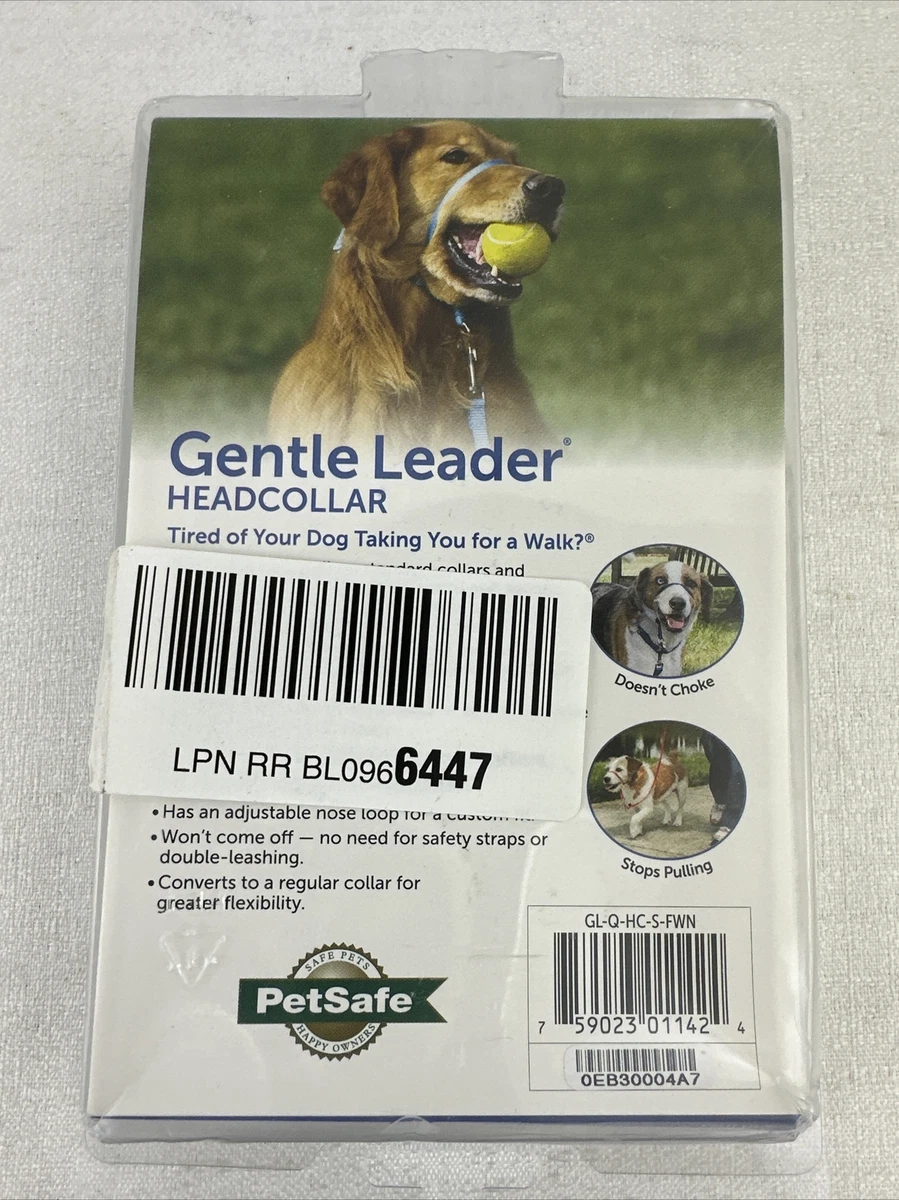 Gentle Leader®
HEADCOLLAR
Tired of Your Dog Taking You for a Walk?®
standard collars and
Doesn't Choke
LPN RR BL0966447
• Has an adjustable nose loop for a custom fit.
• Won't come off — no need for safety straps or
double-leashing.
• Converts to a regular collar for
greater flexibility.
Stops Pulling
SAFE PETS
PetSafe®
HAPPY OWNERS
GL-Q-HC-S-FWN
7 59023 01142 4
0EB30004A7